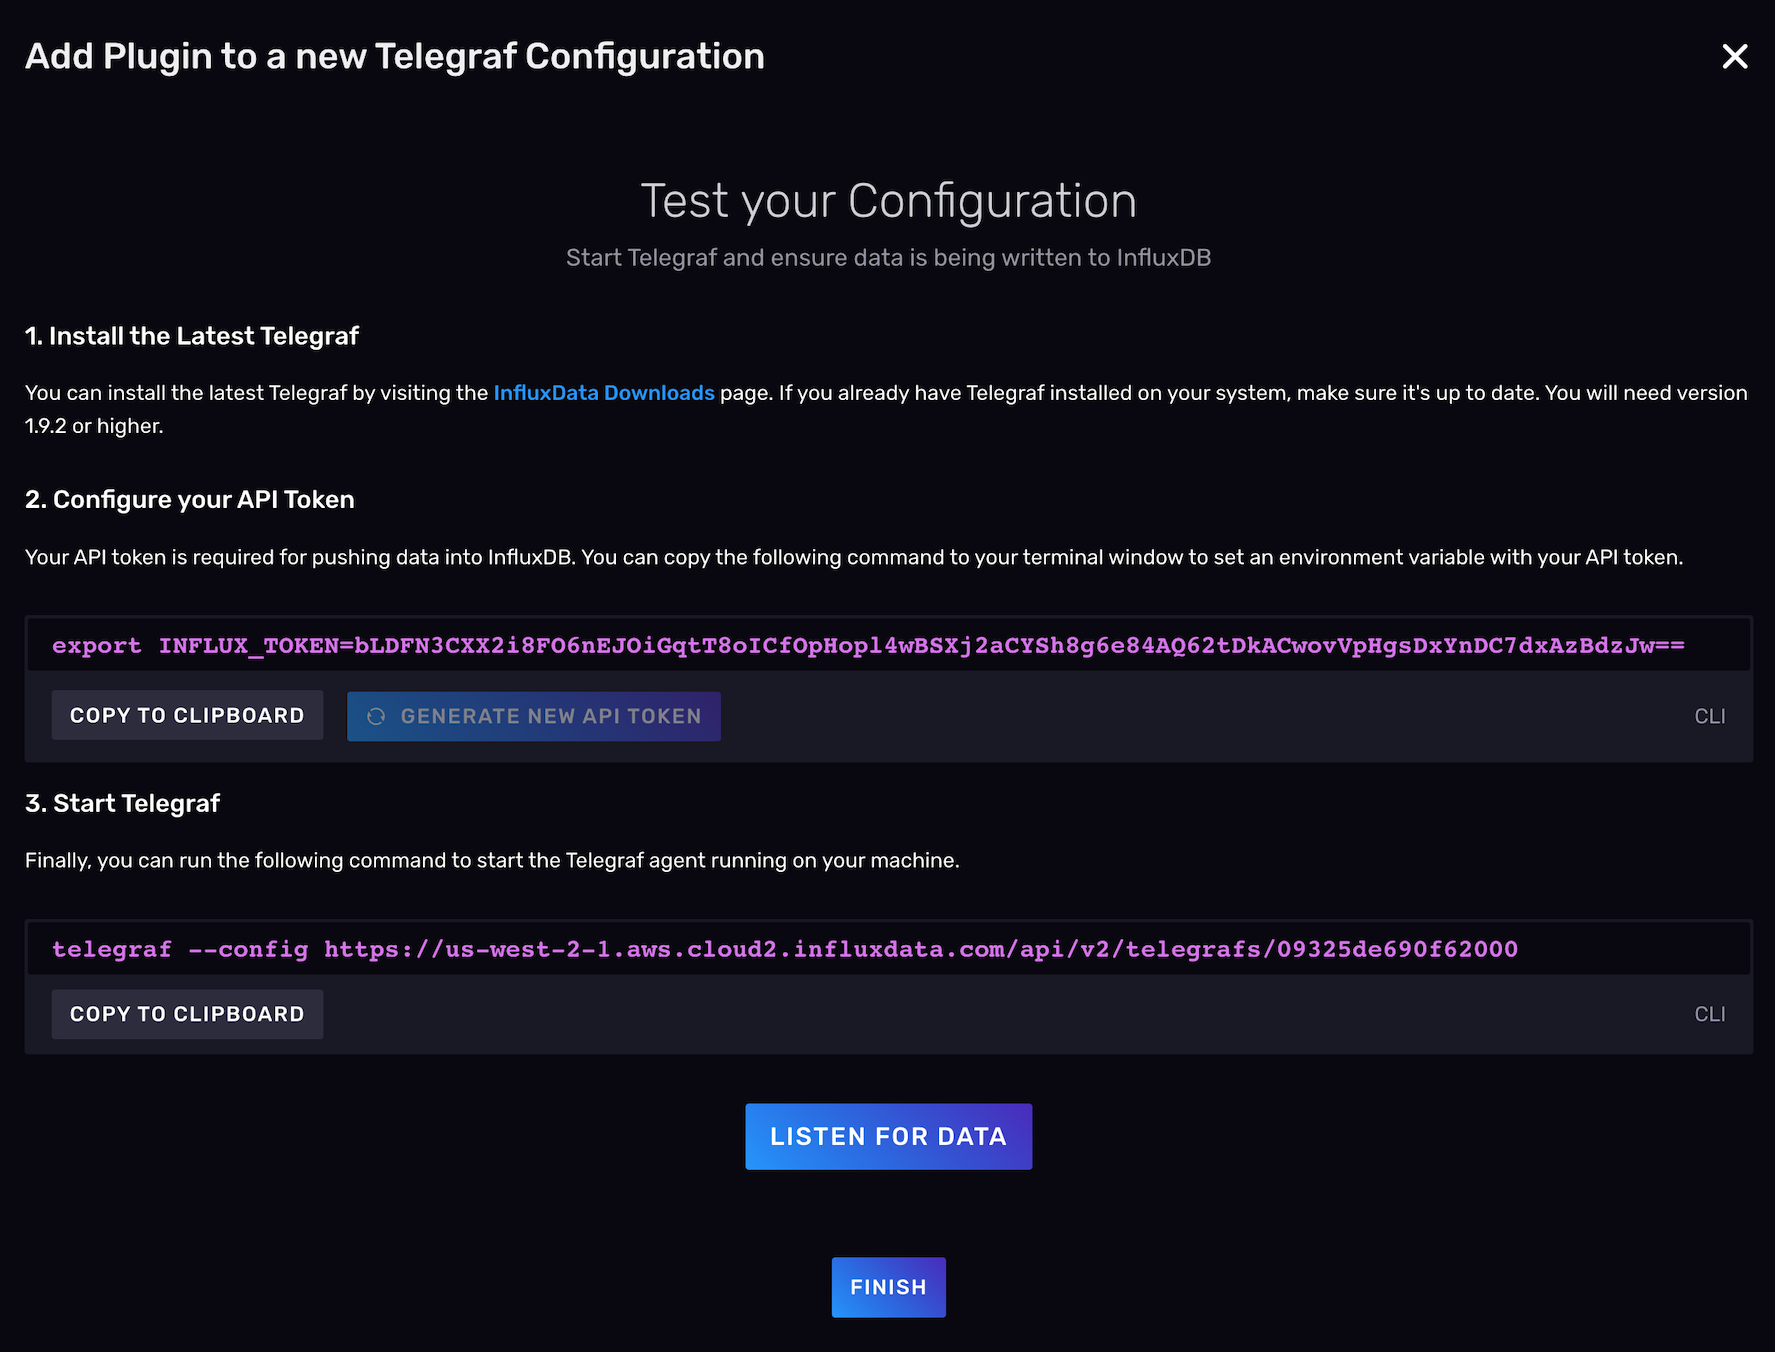 Add Plugin to a new Telegraf Configuration
Test your Configuration
Start Telegraf and ensure data is being written to InfluxDB
1. Install the Latest Telegraf
You can install the latest Telegraf by visiting the InfluxData Downloads page. If you already have Telegraf installed on your system, make sure it's up to date. You will need version
1.9.2 or higher.
2. Configure your API Token
Your API token is required for pushing data into InfluxDB. You can copy the following command to your terminal window to set an environment variable with your API token.
export INFLUX_TOKEN=bLDFN3CXX2i8FO6nEJOiGqtT8oICfOpHopl4wBSXj2aCYSh8g6e84AQ62tDkACwovVpHgsDxYnDC7dxAzBdzJw==
COPY TO CLIPBOARD
GENERATE NEW API TOKEN
CLI
3. Start Telegraf
Finally, you can run the following command to start the Telegraf agent running on your machine.
telegraf --config https://us-west-2-1.aws.cloud2.influxdata.com/api/v2/telegrafs/09325de690f62000
COPY TO CLIPBOARD
CLI
LISTEN FOR DATA
FINISH